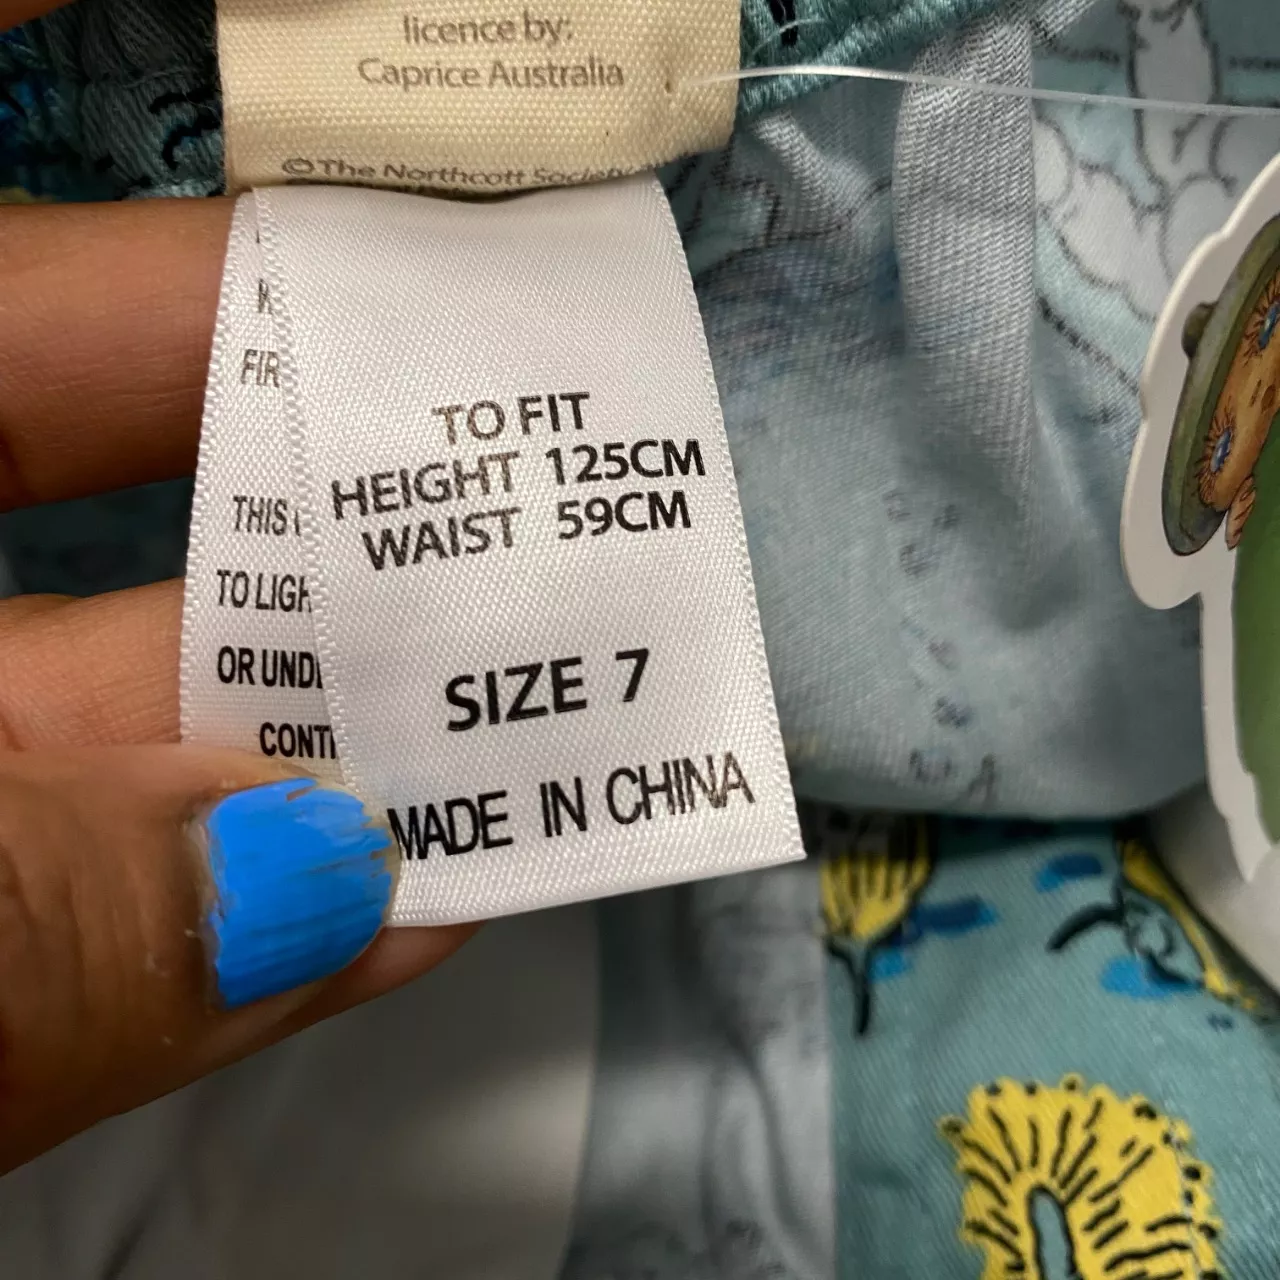 licence by:
Caprice Australia
©The Northcott Society
FIR
THIS
TO LIGH
OR UND
CONT
TO FIT
HEIGHT 125CM
WAIST 59CM
SIZE 7
MADE IN CHINA